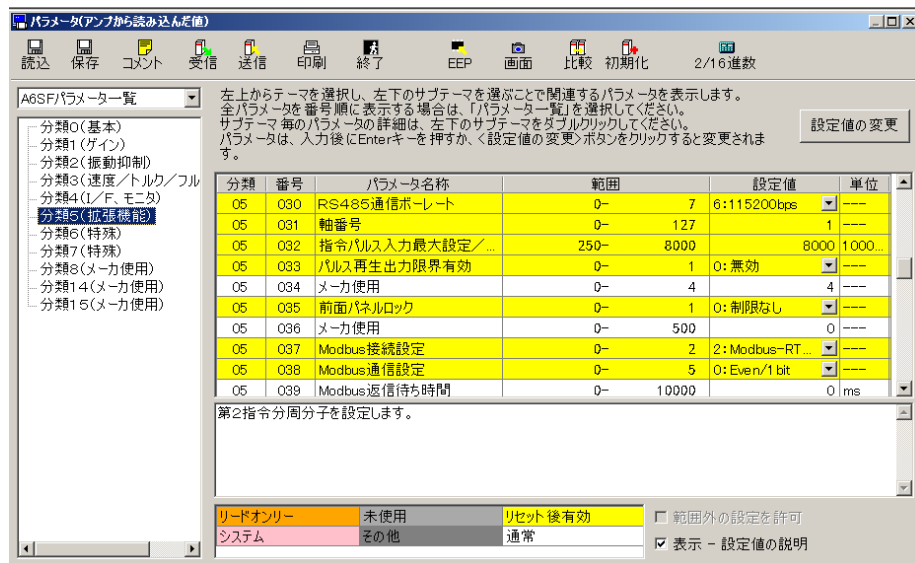 パラメータ(アンプから読み込んだ値)
読込 保存 コメント 受信 送信 印刷 終了 EEP 画面 比較 初期化 2/16進数
A6SFパラメーター覧
左上からテーマを選択し、左下のサブテーマを選ぶことで関連するパラメータを表示します。
全パラメータを番号順に表示する場合は、「パラメーター覧」を選択してください。
サブテーマ毎のパラメータの詳細は、左下のサブテーマをダブルクリックしてください。
パラメータは、入力後にEnterキーを押すか、<設定値の変更>ボタンをクリックすると変更されま
す。
設定値の変更
分類0(基本)
分類1(ゲイン)
分類2(振動抑制)
分類3(速度/トルク/フル
分類4(I/F、モニタ)
分類5(拡張機能)
分類6(特殊)
分類7(特殊)
分類8(メーカ使用)
分類14(メーカ使用)
分類15(メーカ使用)
分類 番号 パラメータ名称 範囲 設定値 単位
05 030 RS485通信ボーレート 0- 7 6:115200bps ---
05 031 軸番号 0- 127 1 ---
05 032 指令パルス入力最大設定/... 250- 8000 8000 1000...
05 033 パルス再生出力限界有効 0- 1 0:無効 ---
05 034 メーカ使用 0- 4 4 ---
05 035 前面パネルロック 0- 1 0:制限なし ---
05 036 メーカ使用 0- 500 0 ---
05 037 Modbus接続設定 0- 2 2:Modbus-RT... ---
05 038 Modbus通信設定 0- 5 0:Even/1bit ---
05 039 Modbus返信待ち時間 0- 10000 0 ms
第2指令分周分子を設定します。
リードオンリー 未使用 リセット後有効
システム その他 通常
範囲外の設定を許可
表示 - 設定値の説明